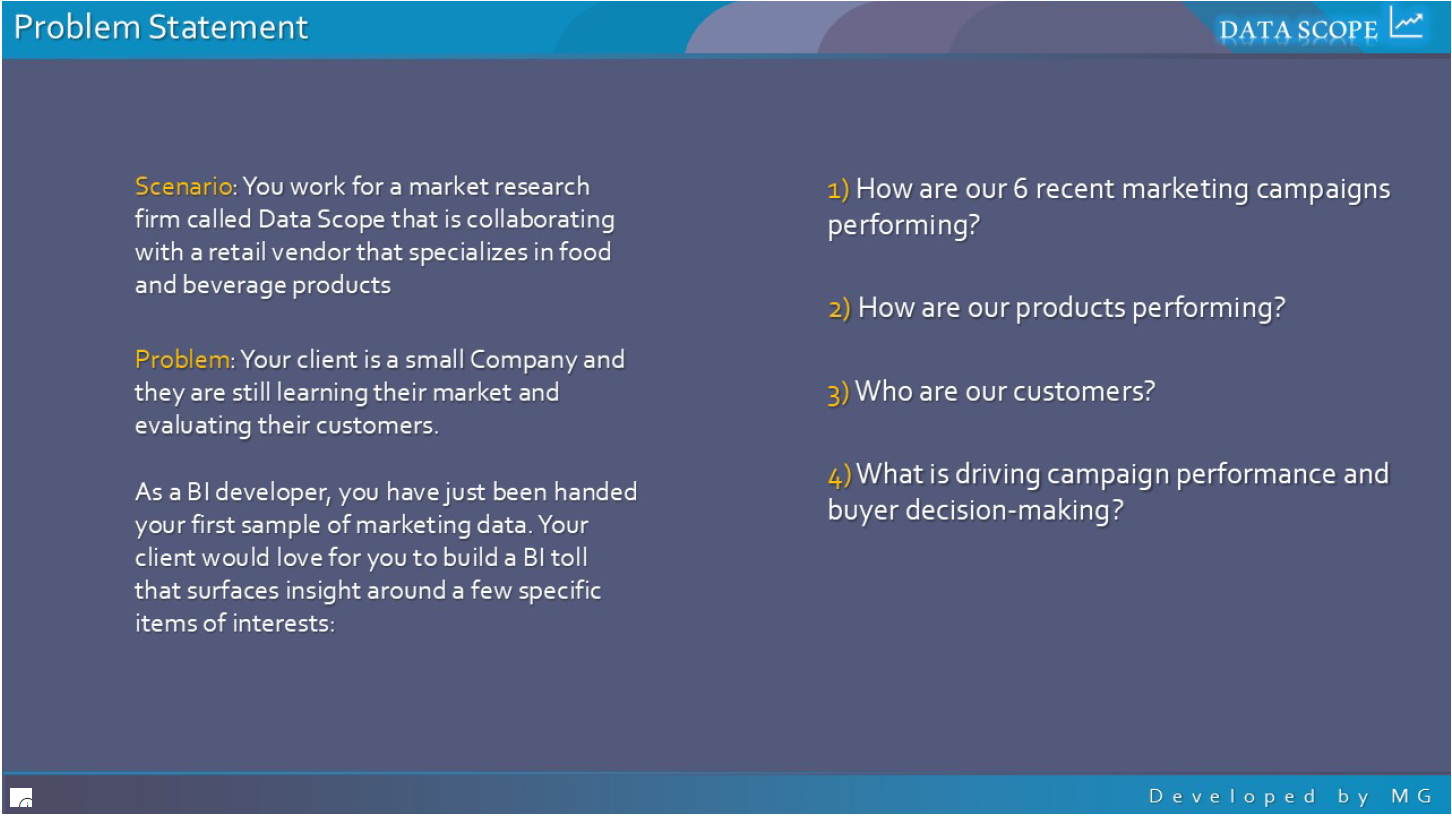 Problem Statement
DATA SCOPE
Scenario: You work for a market research
firm called Data Scope that is collaborating
with a retail vendor that specializes in food
and beverage products
Problem: Your client is a small Company and
they are still learning their market and
evaluating their customers.
As a BI developer, you have just been handed
your first sample of marketing data. Your
client would love for you to build a BI toll
that surfaces insight around a few specific
items of interests:
1) How are our 6 recent marketing campaigns
performing?
2) How are our products performing?
3) Who are our customers?
4) What is driving campaign performance and
buyer decision-making?
Developed by MG